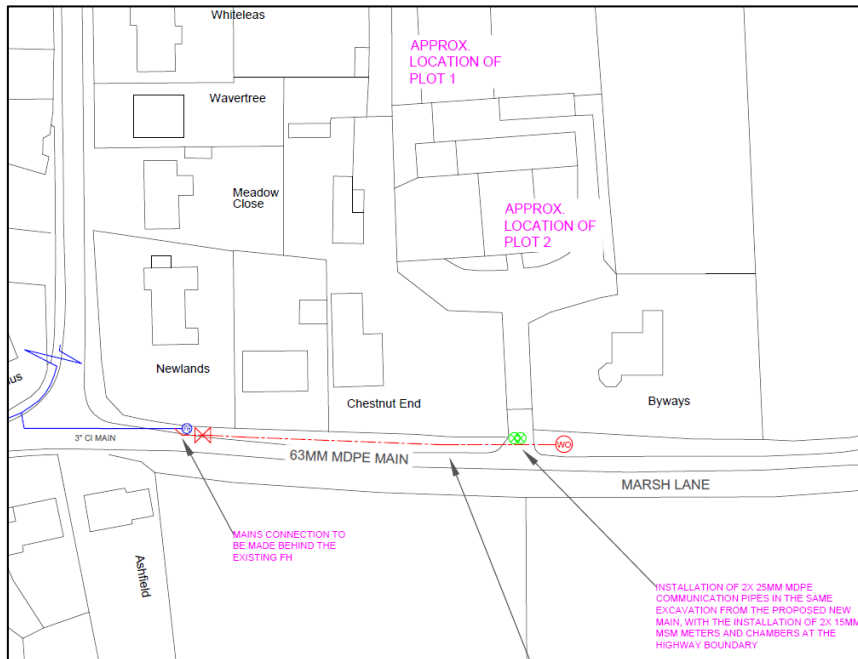 Whiteleas
APPROX.
LOCATION OF
PLOT 1
Wavertree
Meadow
Close
APPROX.
LOCATION OF
PLOT 2
Newlands
Chestnut End
Byways
FH
WO
3" CI MAIN
63MM MDPE MAIN
MARSH LANE
MAINS CONNECTION TO
BE MADE BEHIND THE
EXISTING FH
Ashfield
INSTALLATION OF 2X 25MM MDPE
COMMUNICATION PIPES IN THE SAME
EXCAVATION FROM THE PROPOSED NEW
MAIN, WITH THE INSTALLATION OF 2X 15MM
MSM METERS AND CHAMBERS AT THE
HIGHWAY BOUNDARY